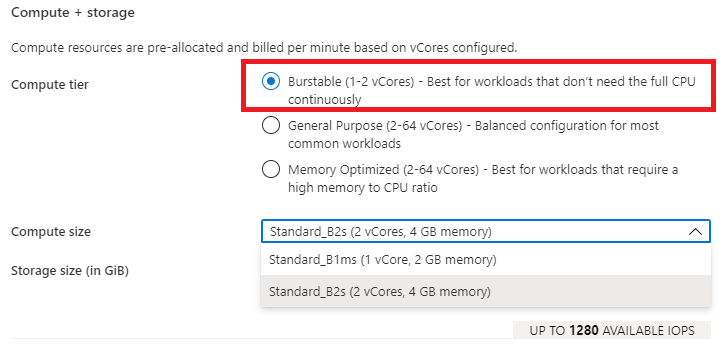 Compute + storage
Compute resources are pre-allocated and billed per minute based on vCores configured.
Compute tier
Burstable (1-2 vCores) - Best for workloads that don't need the full CPU
continuously
General Purpose (2-64 vCores) - Balanced configuration for most
common workloads
Memory Optimized (2-64 vCores) - Best for workloads that require a
high memory to CPU ratio
Compute size
Standard_B2s (2 vCores, 4 GB memory)
Standard_B1ms (1 vCore, 2 GB memory)
Storage size (in GiB)
Standard_B2s (2 vCores, 4 GB memory)
UP TO 1280 AVAILABLE IOPS